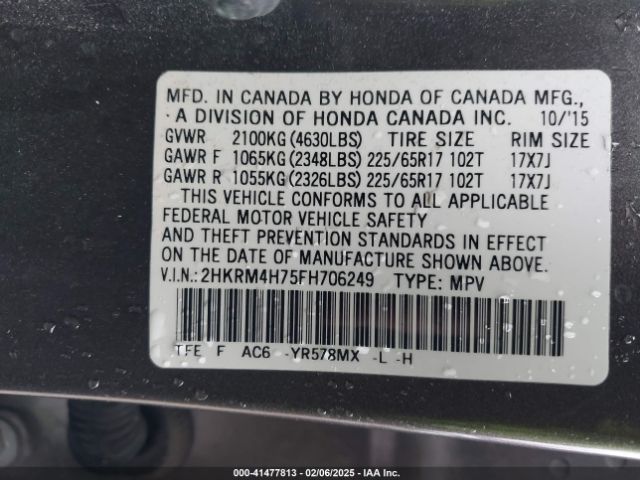 MFD. IN CANADA BY HONDA OF CANADA MFG.,
A DIVISION OF HONDA CANADA INC. 10/'15
GVWR 2100KG (4630LBS) TIRE SIZE RIM SIZE
GAWR F 1065KG (2348LBS) 225/65R17 102T 17X7J
GAWR R 1055KG (2326LBS) 225/65R17 102T 17X7J
THIS VEHICLE CONFORMS TO ALL APPLICABLE
FEDERAL MOTOR VEHICLE SAFETY
AND THEFT PREVENTION STANDARDS IN EFFECT
ON THE DATE OF MANUFACTURE SHOWN ABOVE.
V.I.N.: 2HKRM4H75FH706249 TYPE: MPV
TFE F AC6 -YR578MX -L -H
000-41477813 - 02/06/2025 - IAA Inc.